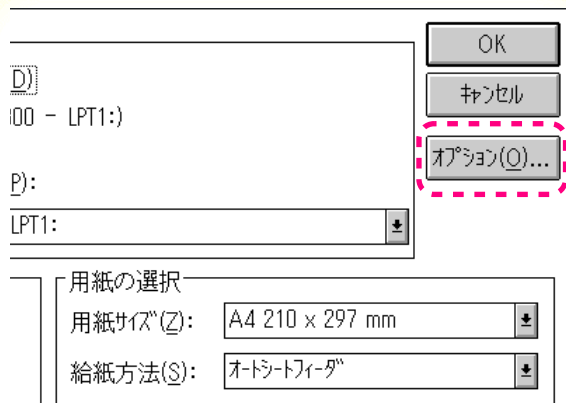 OK
D)
キャンセル
300 - LPT1:)
オプション(O)...
P):
LPT1:
用紙の選択
用紙サイズ(Z):
A4 210 x 297 mm
給紙方法(S):
オートシートフィーダ